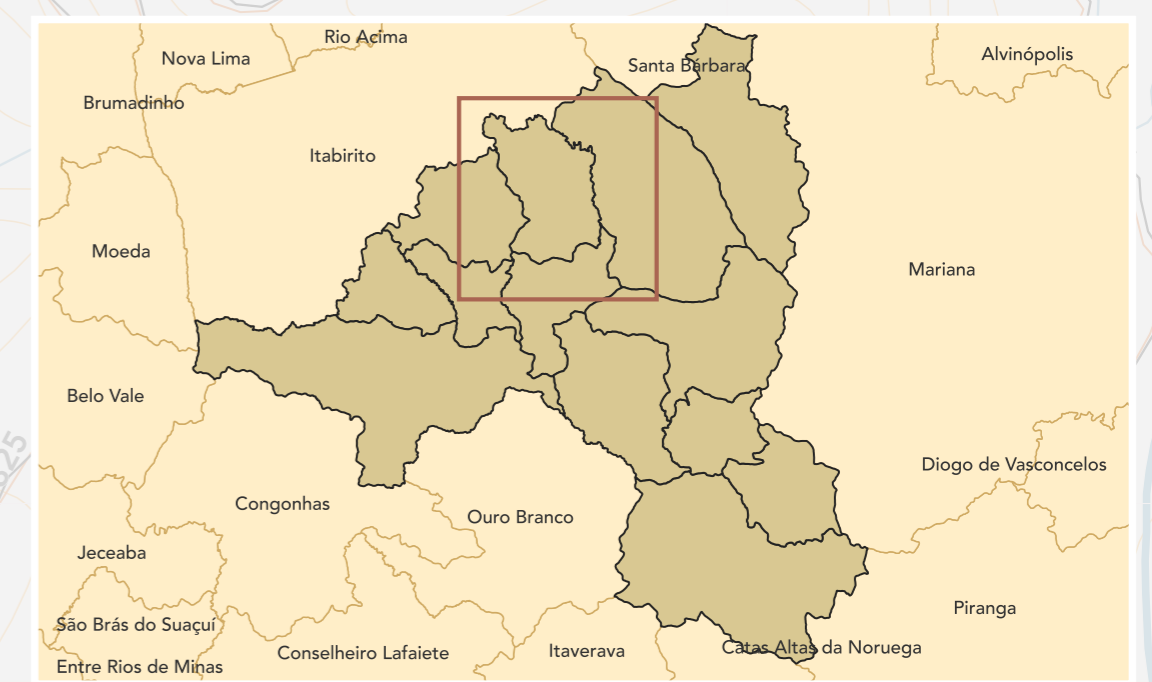 Rio Acima
Nova Lima
Alvinópolis
Santa Bárbara
Brumadinho
Itabirito
Moeda
Mariana
Belo Vale
Diogo de Vasconcelos
Congonhas
Ouro Branco
Jeceaba
Piranga
São Brás do Suaçuí
Catas Altas da Noruega
Itaverava
Conselheiro Lafaiete
Entre Rios de Minas